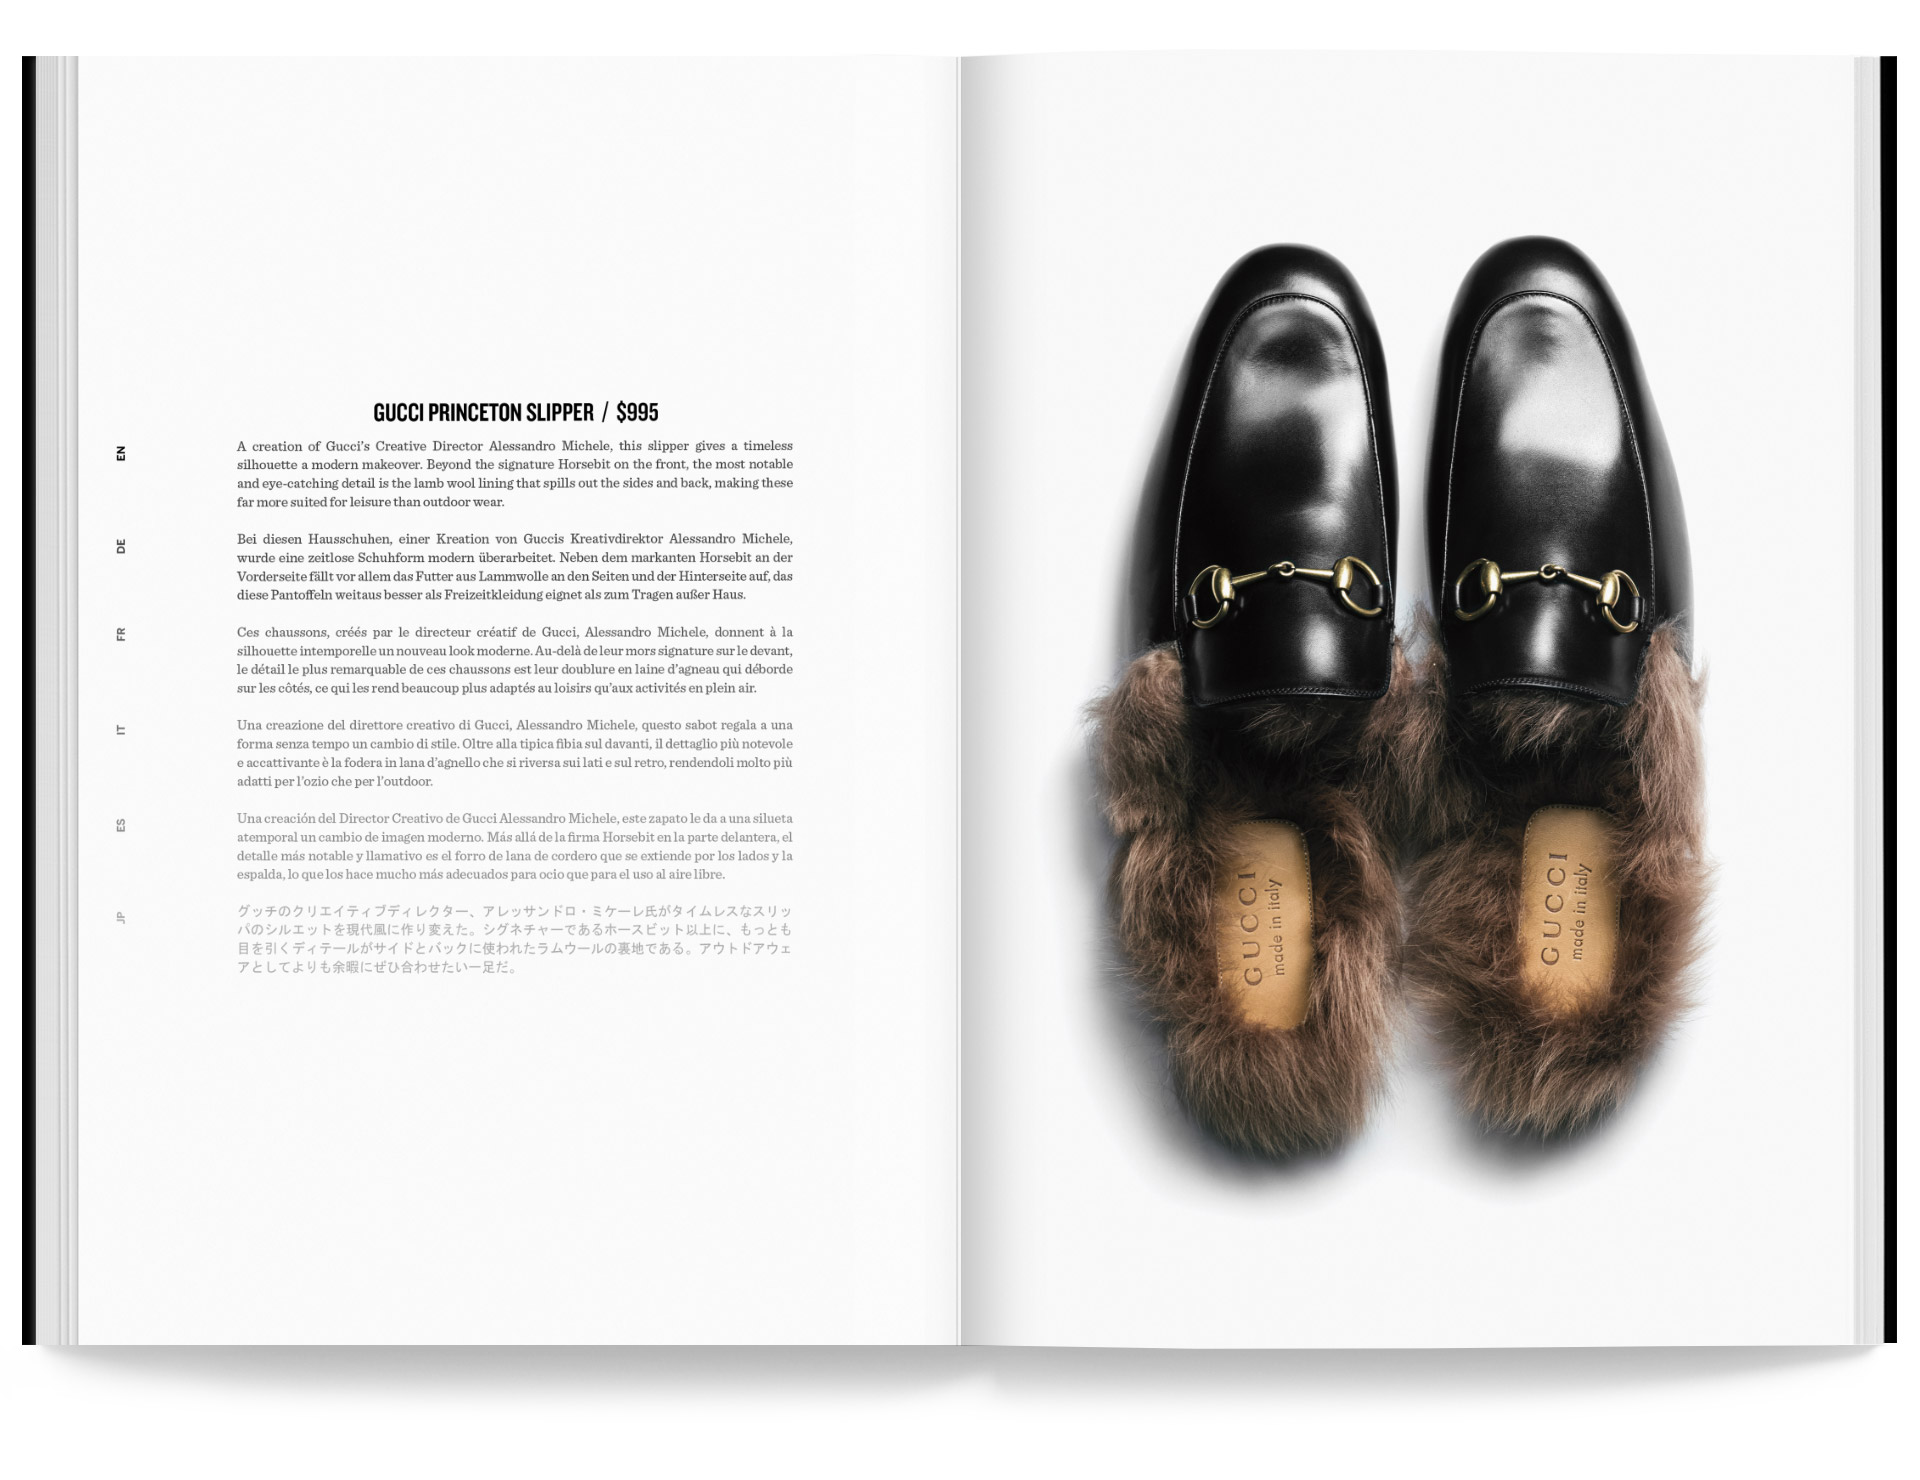 GUCCI PRINCETON SLIPPER / $995
EN
A creation of Gucci’s Creative Director Alessandro Michele, this slipper gives a timeless
silhouette a modern makeover. Beyond the signature Horsebit on the front, the most notable
and eye-catching detail is the lamb wool lining that spills out the sides and back, making these
far more suited for leisure than outdoor wear.
DE
Bei diesen Hausschuhen, einer Kreation von Guccis Kreativdirektor Alessandro Michele,
wurde eine zeitlose Schuhform modern überarbeitet. Neben dem markanten Horsebit an der
Vorderseite fällt vor allem das Futter aus Lammwolle an den Seiten und der Hinterseite auf, das
diese Pantoffeln weitaus besser als Freizeitkleidung eignet als zum Tragen außer Haus.
FR
Ces chaussons, créés par le directeur créatif de Gucci, Alessandro Michele, donnent à la
silhouette intemporelle un nouveau look moderne. Au-delà de leur mors signature sur le devant,
le détail le plus remarquable de ces chaussons est leur doublure en laine d’agneau qui déborde
sur les côtés, ce qui les rend beaucoup plus adaptés au loisirs qu’aux activités en plein air.
IT
Una creazione del direttore creativo di Gucci, Alessandro Michele, questo sabot regala a una
forma senza tempo un cambio di stile. Oltre alla tipica fibia sul davanti, il dettaglio più notevole
e accattivante è la fodera in lana d’agnello che si riversa sui lati e sul retro, rendendoli molto più
adatti per l’ozio che per l’outdoor.
ES
Una creación del Director Creativo de Gucci Alessandro Michele, este zapato le da a una silueta
atemporal un cambio de imagen moderno. Más allá de la firma Horsebit en la parte delantera, el
detalle más notable y llamativo es el forro de lana de cordero que se extiende por los lados y la
espalda, lo que los hace mucho más adecuados para ocio que para el uso al aire libre.
JP
グッチのクリエイティブディレクター、アレッサンドロ・ミケーレ氏がタイムレスなスリッ
パのシルエットを現代風に作り変えた。シグネチャーであるホースビット以上に、もっとも
目を引くディテールがサイドとバックに使われたラムウールの裏地である。アウトドアウェ
アとしてよりも余暇にぜひ合わせたい一足だ。
GUCCI
made in italy
GUCCI
made in italy